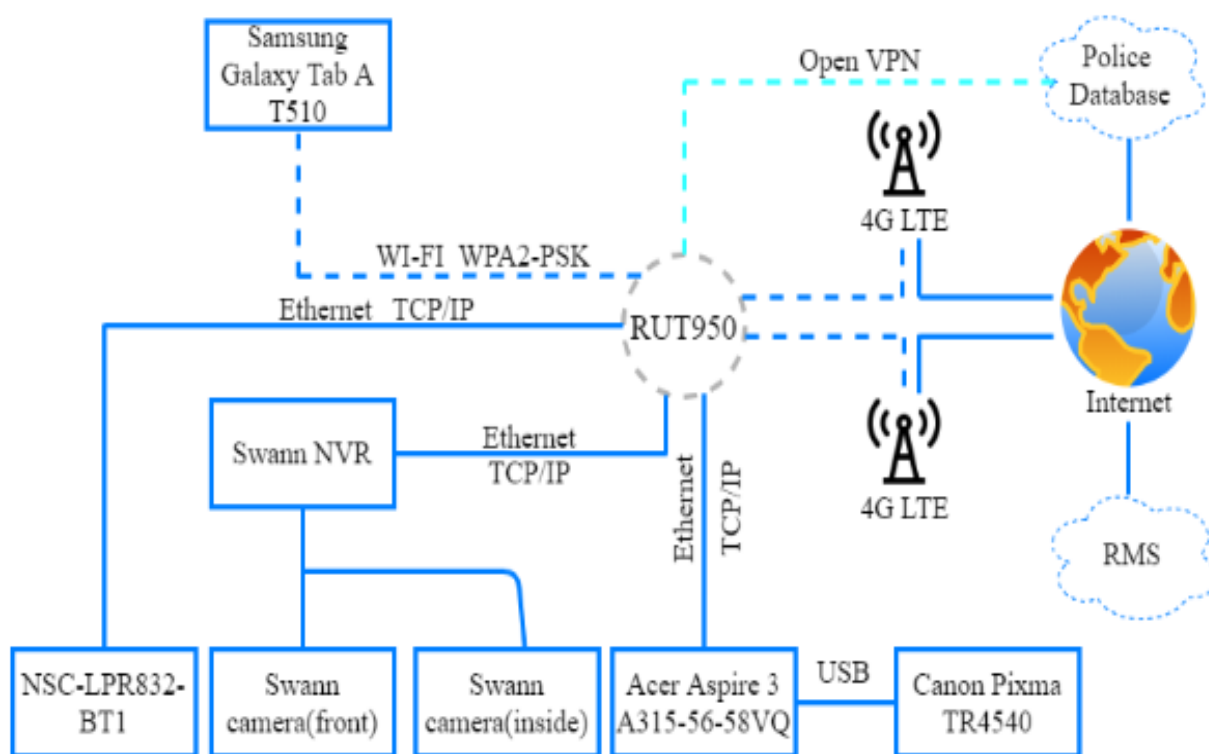 Samsung
Galaxy Tab A
T510
Open VPN
Police
Database
4G LTE
WI-FI WPA2-PSK
Ethernet TCP/IP
RUT950
Internet
Swann NVR
Ethernet
TCP/IP
Ethernet
TCP/IP
4G LTE
RMS
NSC-LPR832-
BT1
Swann
camera(front)
Swann
camera(inside)
Acer Aspire 3
A315-56-58VQ
USB
Canon Pixma
TR4540